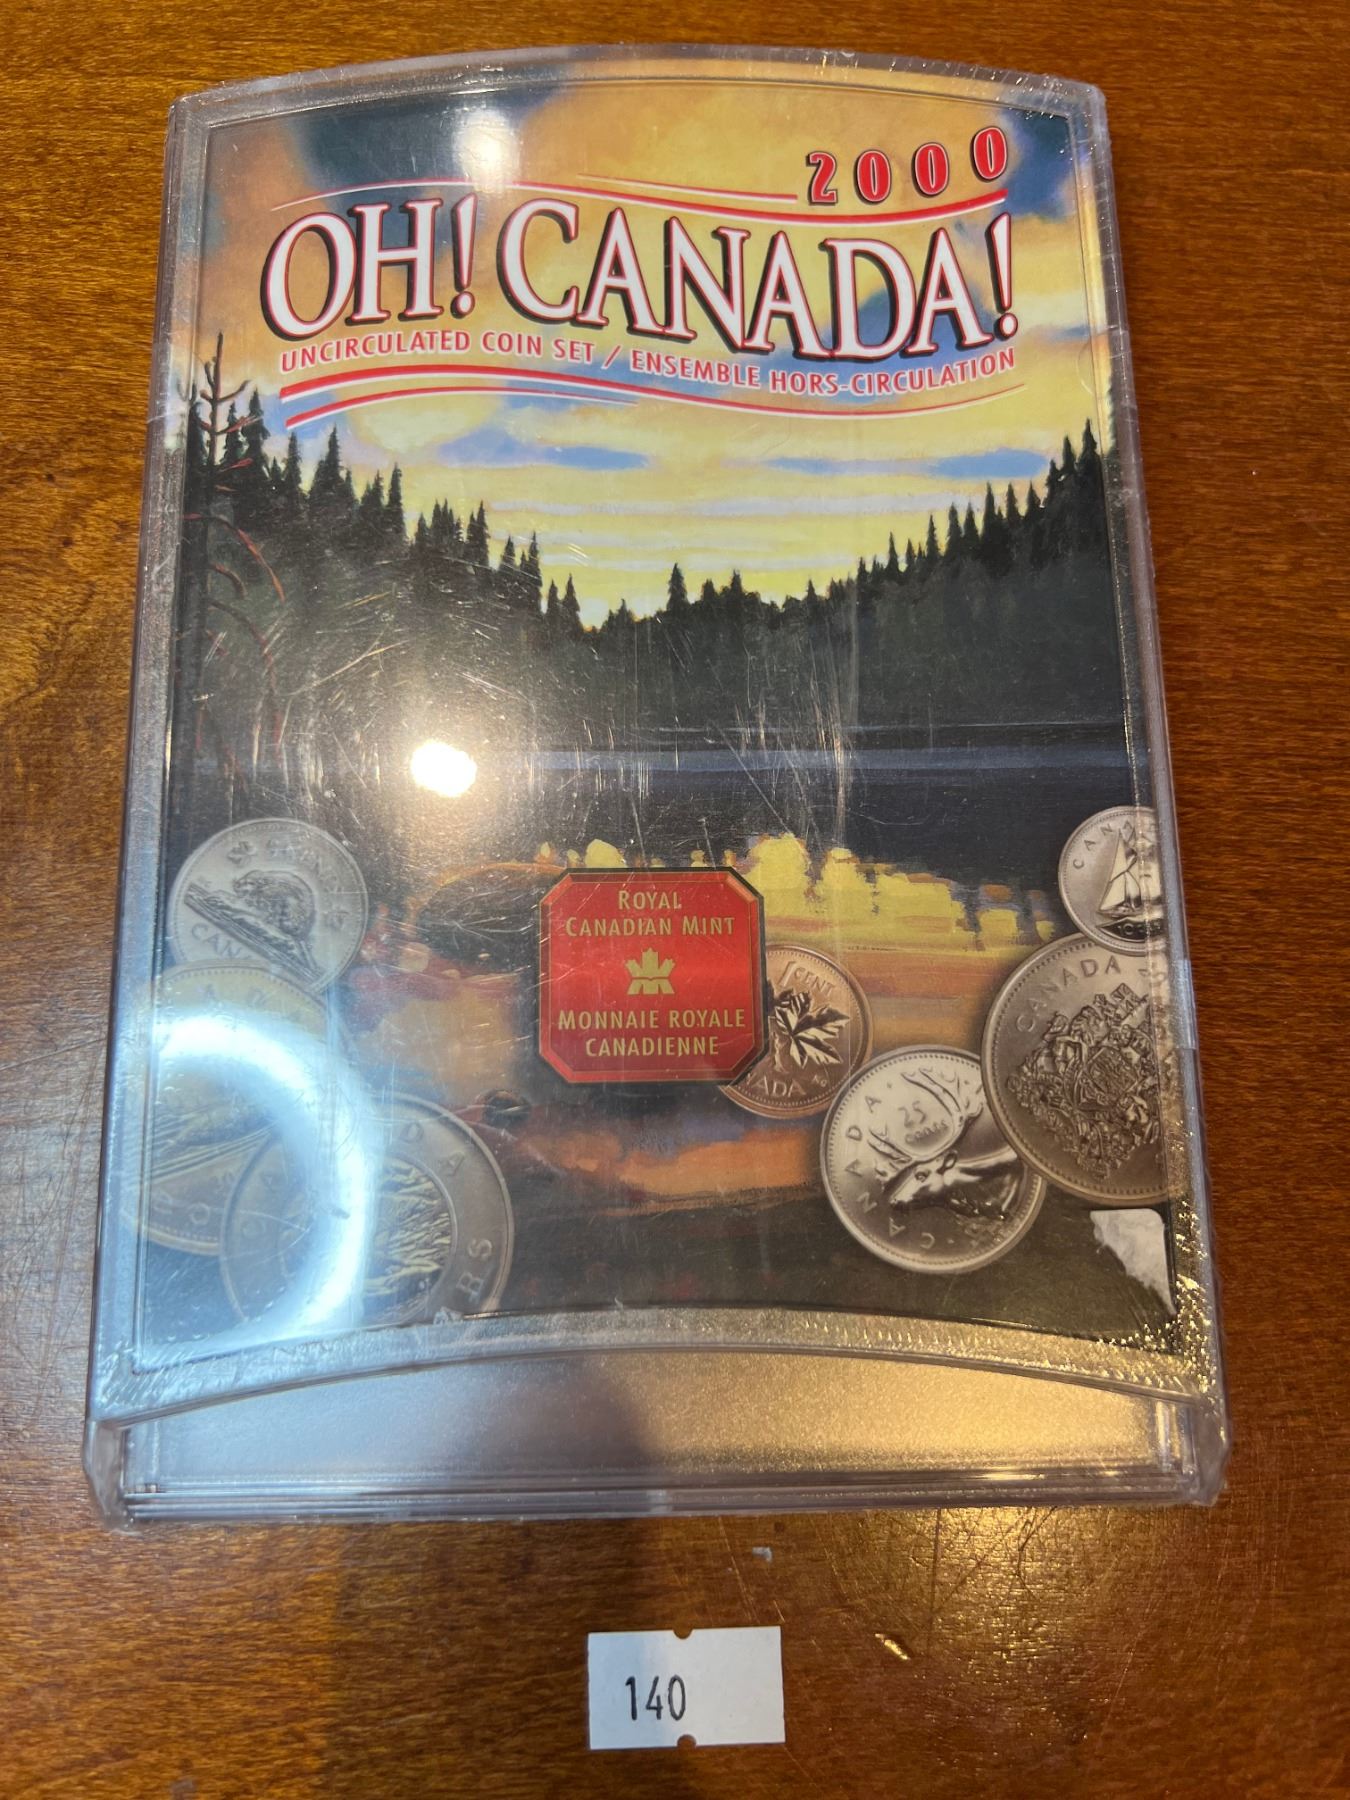 2000
OH! CANADA!
UNCIRCULATED COIN SET / ENSEMBLE HORS-CIRCULATION
ROYAL
CANADIAN MINT
MONNAIE ROYALE
CANADIENNE
CANADA
1 CENT
CANADA
25
cents
CANADA
140